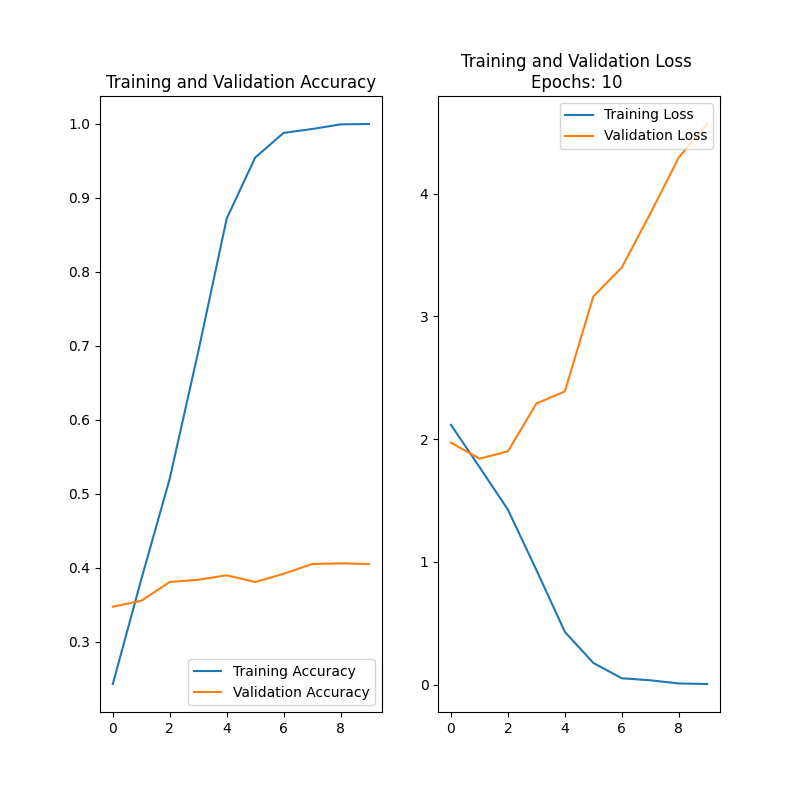 Training and Validation Accuracy
1.0
0.9
0.8
0.7
0.6
0.5
0.4
0.3
0 2 4 6 8
Training Accuracy
Validation Accuracy
Training and Validation Loss
Epochs: 10
Training Loss
Validation Loss
4
3
2
1
0
0 2 4 6 8